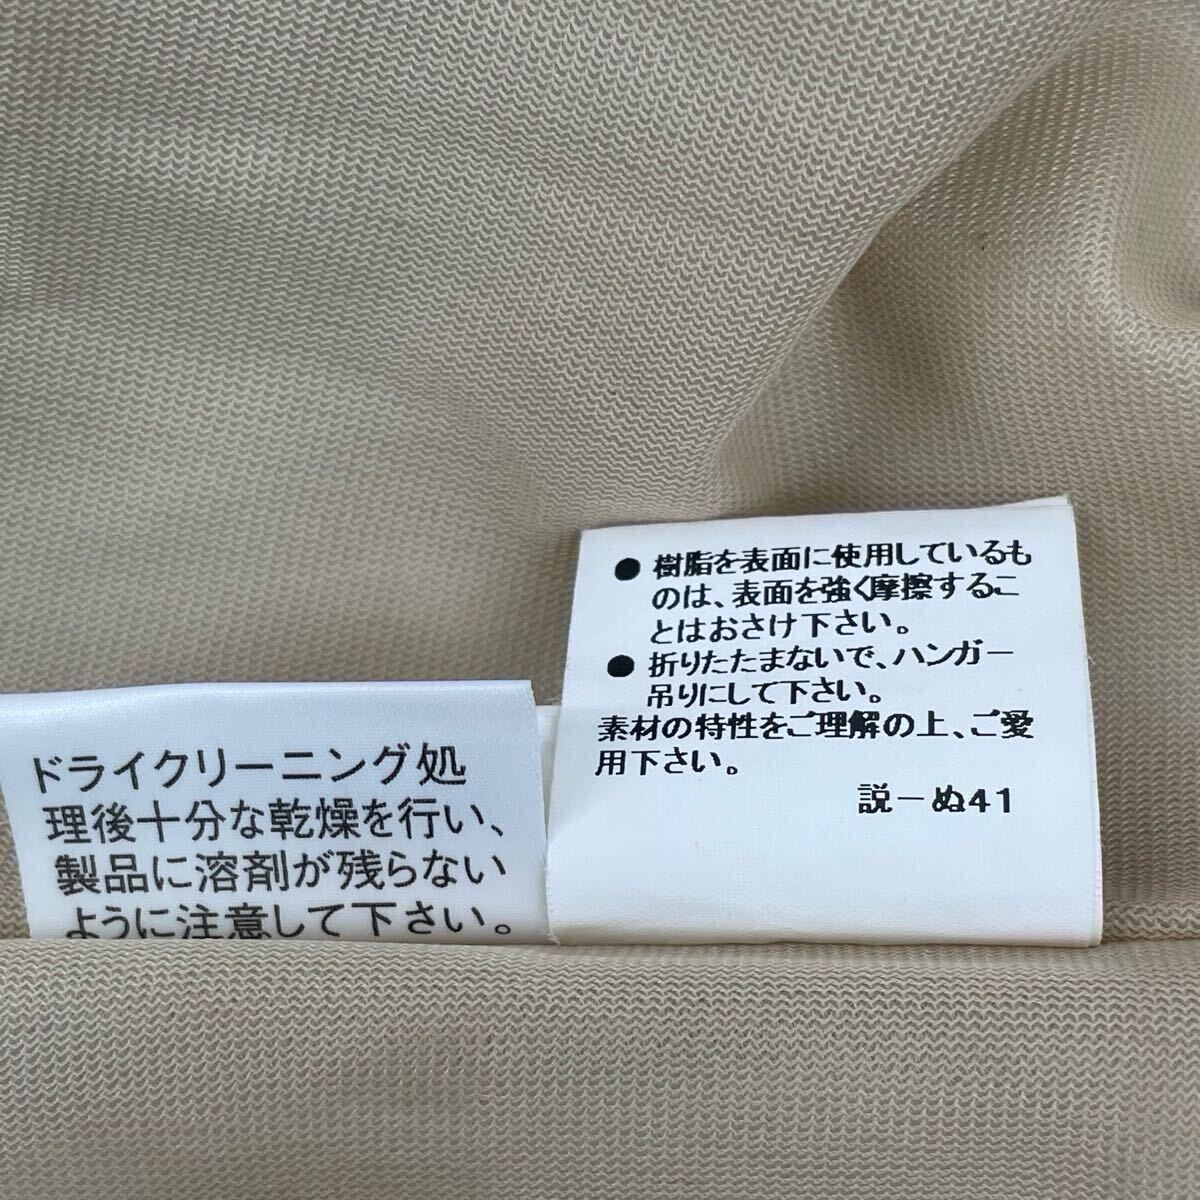 ドライクリーニング処
理後十分な乾燥を行い、
製品に溶剤が残らない
ように注意して下さい。
● 樹脂を表面に使用しているも
のは、表面を強く摩擦するこ
とはおさけ下さい。
● 折りたたまないで、ハンガー
吊りにして下さい。
素材の特性をご理解の上、ご愛
用下さい。
説－ぬ41